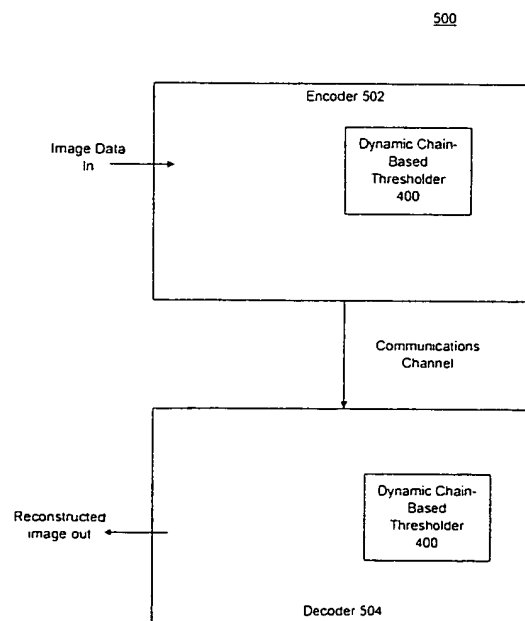 500
Encoder 502
Image Data
In
Dynamic Chain-
Based
Thresholder
400
Communications
Channel
Dynamic Chain-
Based
Thresholder
400
Reconstructed
image out
Decoder 504